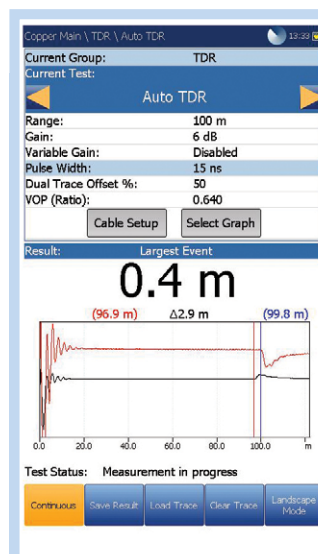 Copper Main \ TDR \ Auto TDR 13:33
Current Group: TDR
Current Test:
Auto TDR
Range: 100 m
Gain: 6 dB
Variable Gain: Disabled
Pulse Width: 15 ns
Dual Trace Offset %: 50
VOP (Ratio): 0.640
Cable Setup Select Graph
Result: Largest Event
0.4 m
(96.9 m) Δ2.9 m (99.8 m)
0.0 20.0 40.0 60.0 80.0 100.0 m
Test Status: Measurement in progress
Continuous Save Result Load Trace Clear Trace Landscape Mode